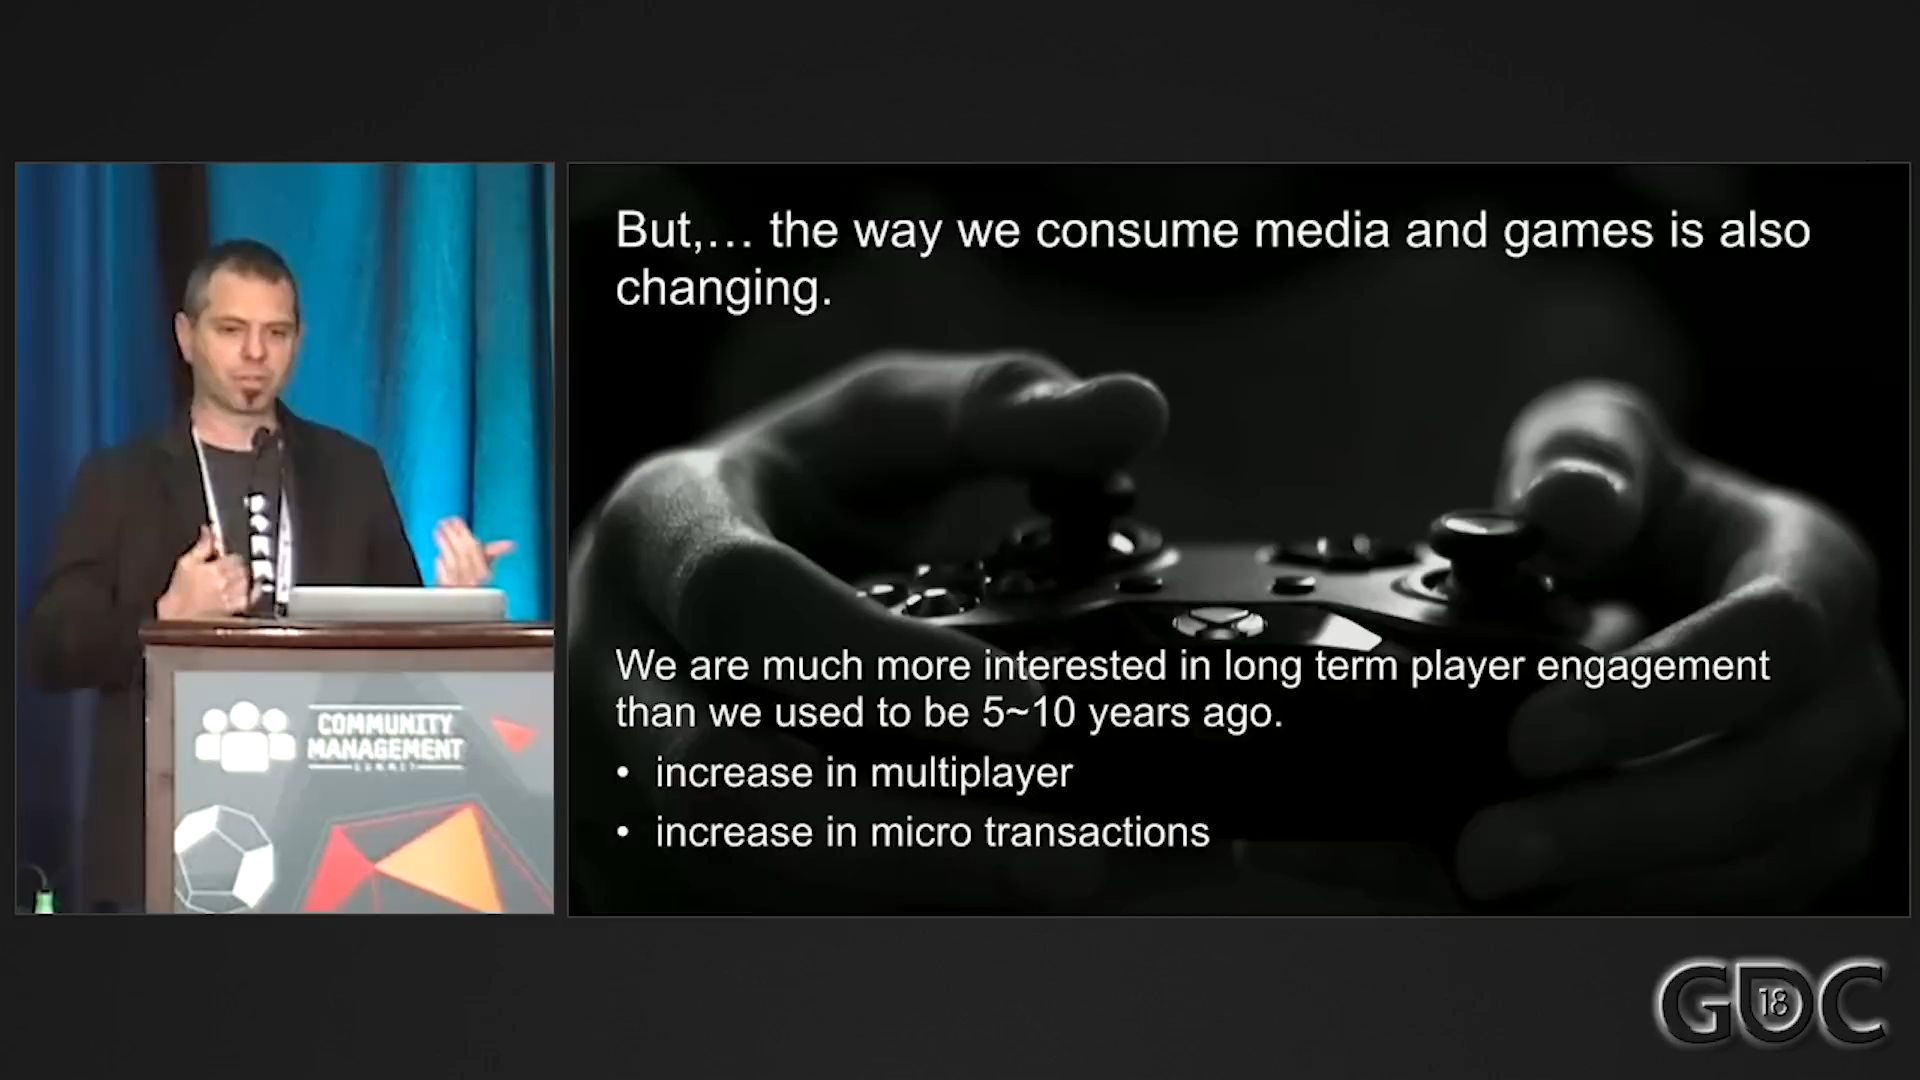 But,… the way we consume media and games is also
changing.
We are much more interested in long term player engagement
than we used to be 5~10 years ago.
• increase in multiplayer
• increase in micro transactions
COMMUNITY
MANAGEMENT
SUMMIT
GDC
18